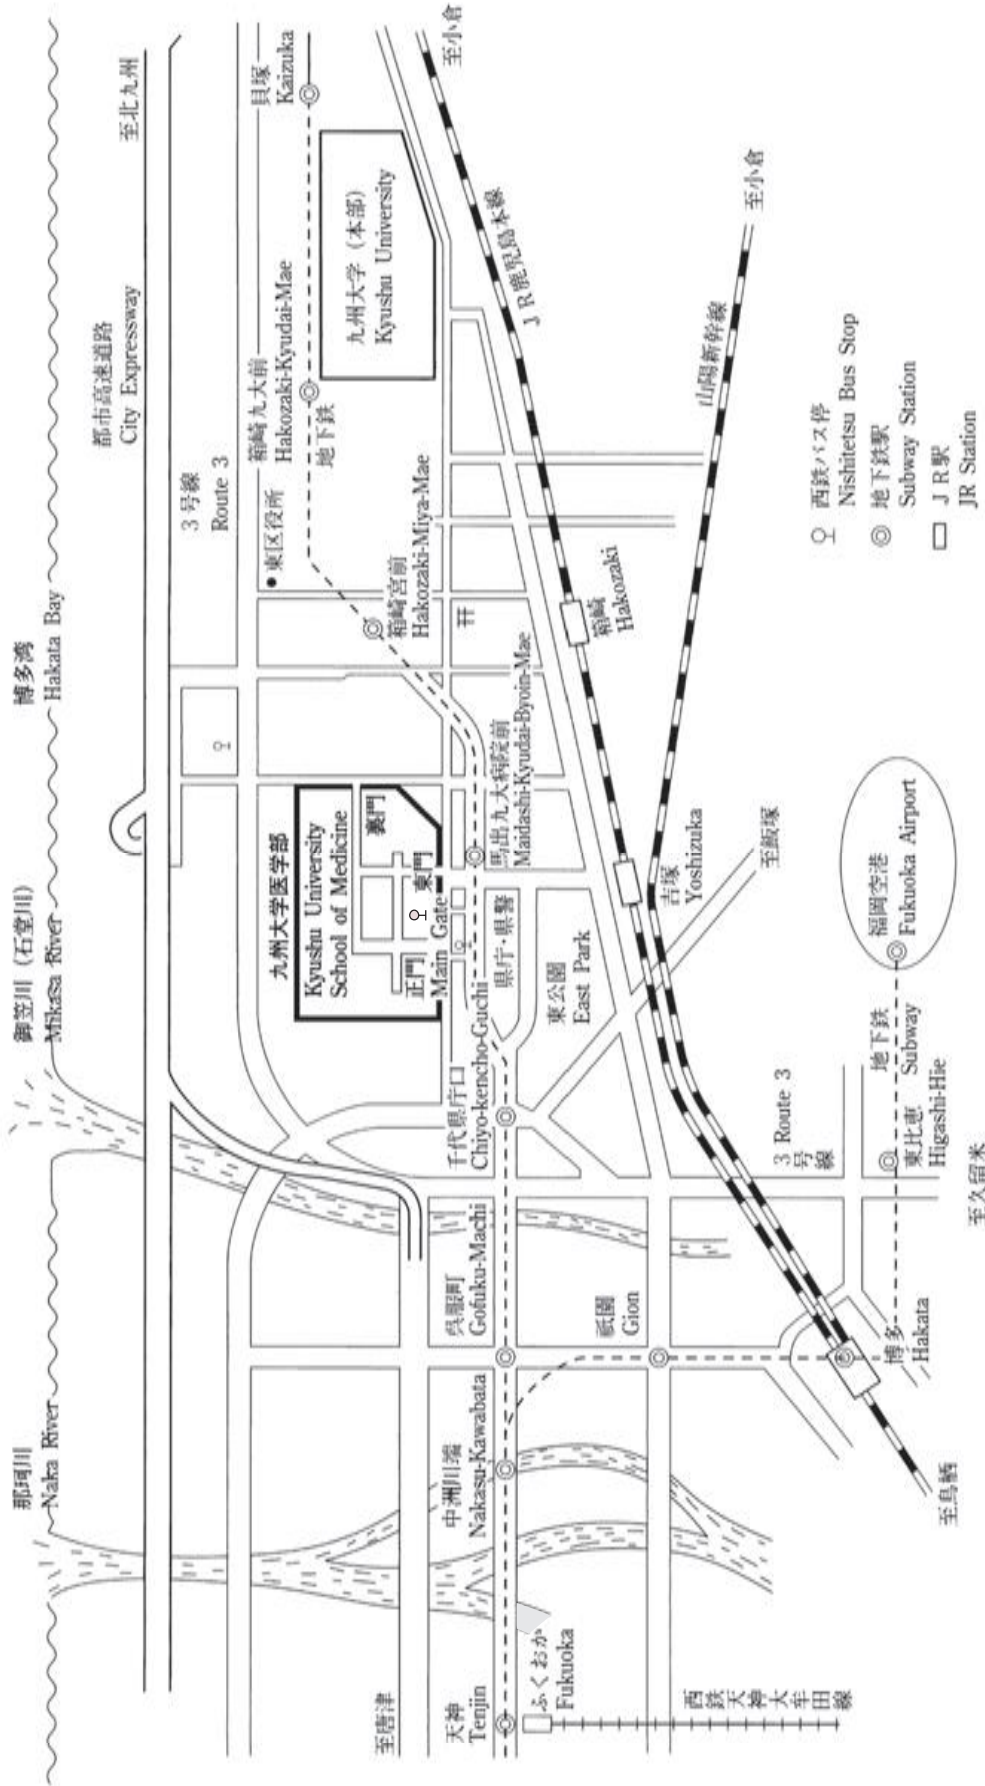 那珂川
Naka River
御笠川（石堂川）
Mikasa River
博多湾
Hakata Bay
都市高速道路
City Expressway
至北九州
3号線
Route 3
九州大学医学部
Kyushu University
School of Medicine
裏門
東門
正門
Main Gate
東区役所
箱崎九大前
Hakozaki-Kyudai-Mae
地下鉄
貝塚
Kaizuka
九州大学（本部）
Kyushu University
箱崎宮前
Hakozaki-Miya-Mae
至小倉
JR鹿児島本線
至唐津
天神
Tenjin
中洲川端
Nakasu-Kawabata
呉服町
Gofuku-Machi
千代県庁口
Chiyo-kencho-Guchi
県庁・県警
馬出九大病院前
Maidashi-Kyudai-Byoin-Mae
ふくおか
Fukuoka
西鉄天神大牟田線
祇園
Gion
東公園
East Park
箱崎
Hakozaki
吉塚
Yoshizuka
山陽新幹線
至小倉
至飯塚
3号線
Route 3
博多
Hakata
東比恵
Higashi-Hie
地下鉄
Subway
福岡空港
Fukuoka Airport
至鳥栖
至久留米
西鉄バス停
Nishitetsu Bus Stop
地下鉄駅
Subway Station
JR駅
JR Station